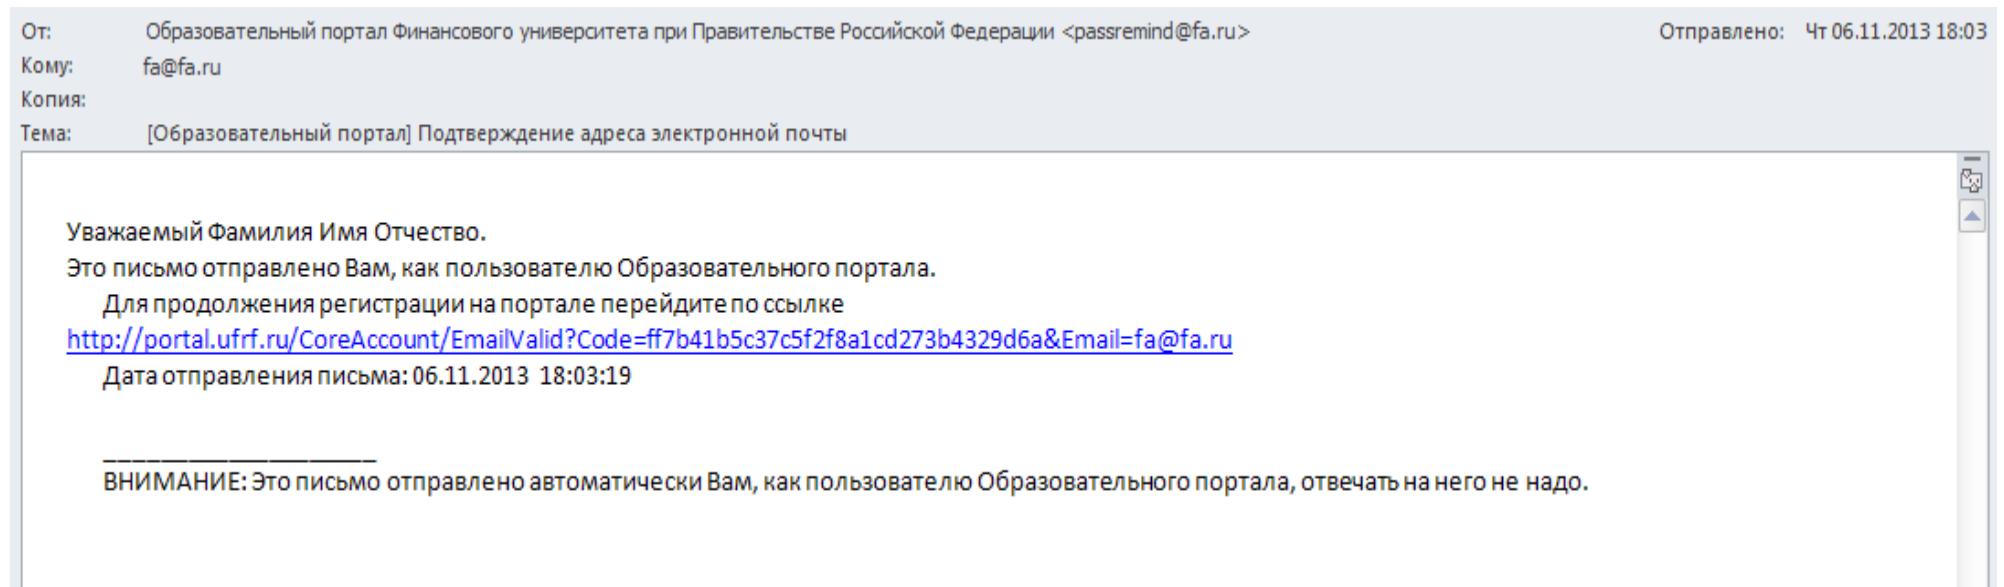 От: Образовательный портал Финансового университета при Правительстве Российской Федерации <passremind@fa.ru> Отправлено: Чт 06.11.2013 18:03
Кому: fa@fa.ru
Копия:
Тема: [Образовательный портал] Подтверждение адреса электронной почты
Уважаемый Фамилия Имя Отчество.
Это письмо отправлено Вам, как пользователю Образовательного портала.
Для продолжения регистрации на портале перейдите по ссылке
http://portal.ufrf.ru/CoreAccount/EmailValid?Code=ff7b41b5c37c5f2f8a1cd273b4329d6a&Email=fa@fa.ru
Дата отправления письма: 06.11.2013 18:03:19
____________________
ВНИМАНИЕ: Это письмо отправлено автоматически Вам, как пользователю Образовательного портала, отвечать на него не надо.